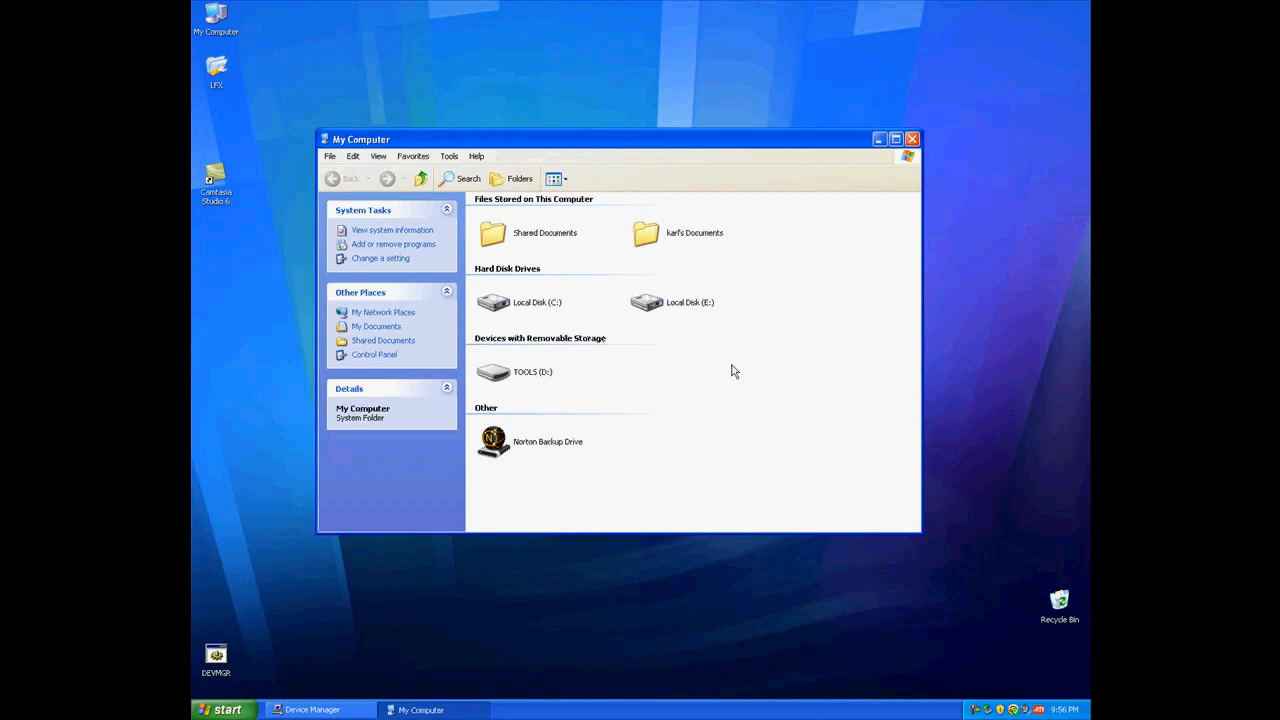 My Computer
LFX
Camtasia
Studio 6
My Computer
File Edit View Favorites Tools Help
Back Search Folders
System Tasks
View system information
Add or remove programs
Change a setting
Other Places
My Network Places
My Documents
Shared Documents
Control Panel
Details
My Computer
System Folder
Files Stored on This Computer
Shared Documents karl's Documents
Hard Disk Drives
Local Disk (C:) Local Disk (E:)
Devices with Removable Storage
TOOLS (D:)
Other
Norton Backup Drive
Recycle Bin
DEVMGR
start Device Manager My Computer ATI 9:56 PM